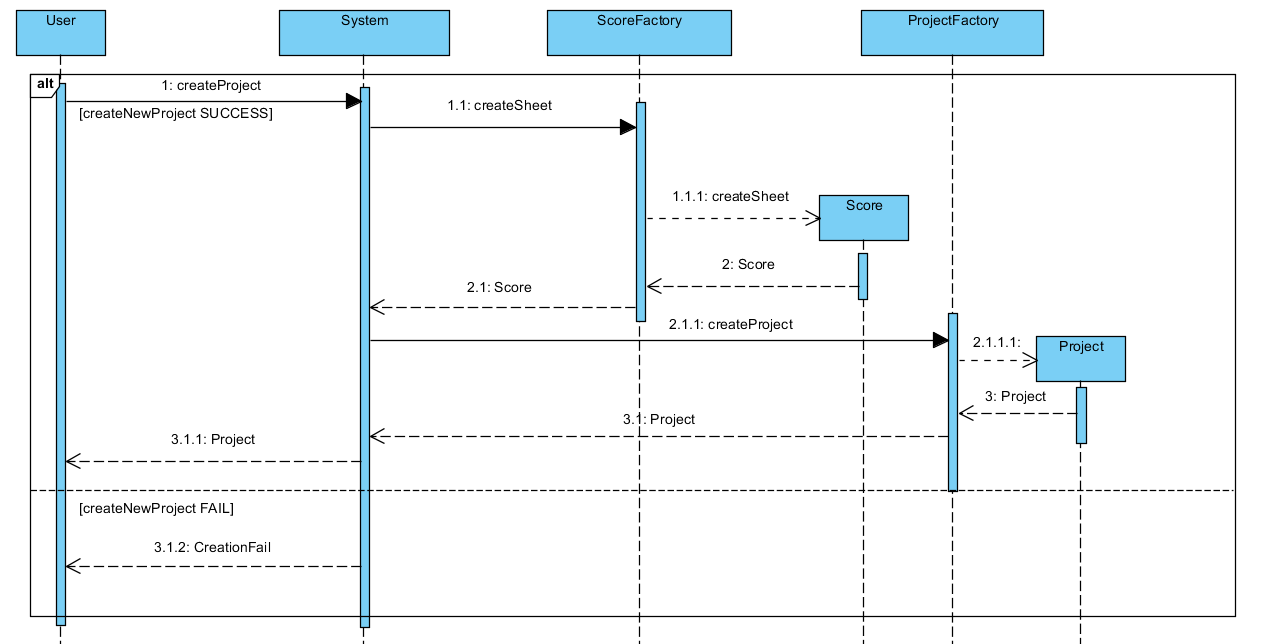 User
System
ScoreFactory
ProjectFactory
alt
1: createProject
[createNewProject SUCCESS]
1.1: createSheet
1.1.1: createSheet
Score
2: Score
2.1: Score
2.1.1: createProject
2.1.1.1:
Project
3: Project
3.1: Project
3.1.1: Project
[createNewProject FAIL]
3.1.2: CreationFail